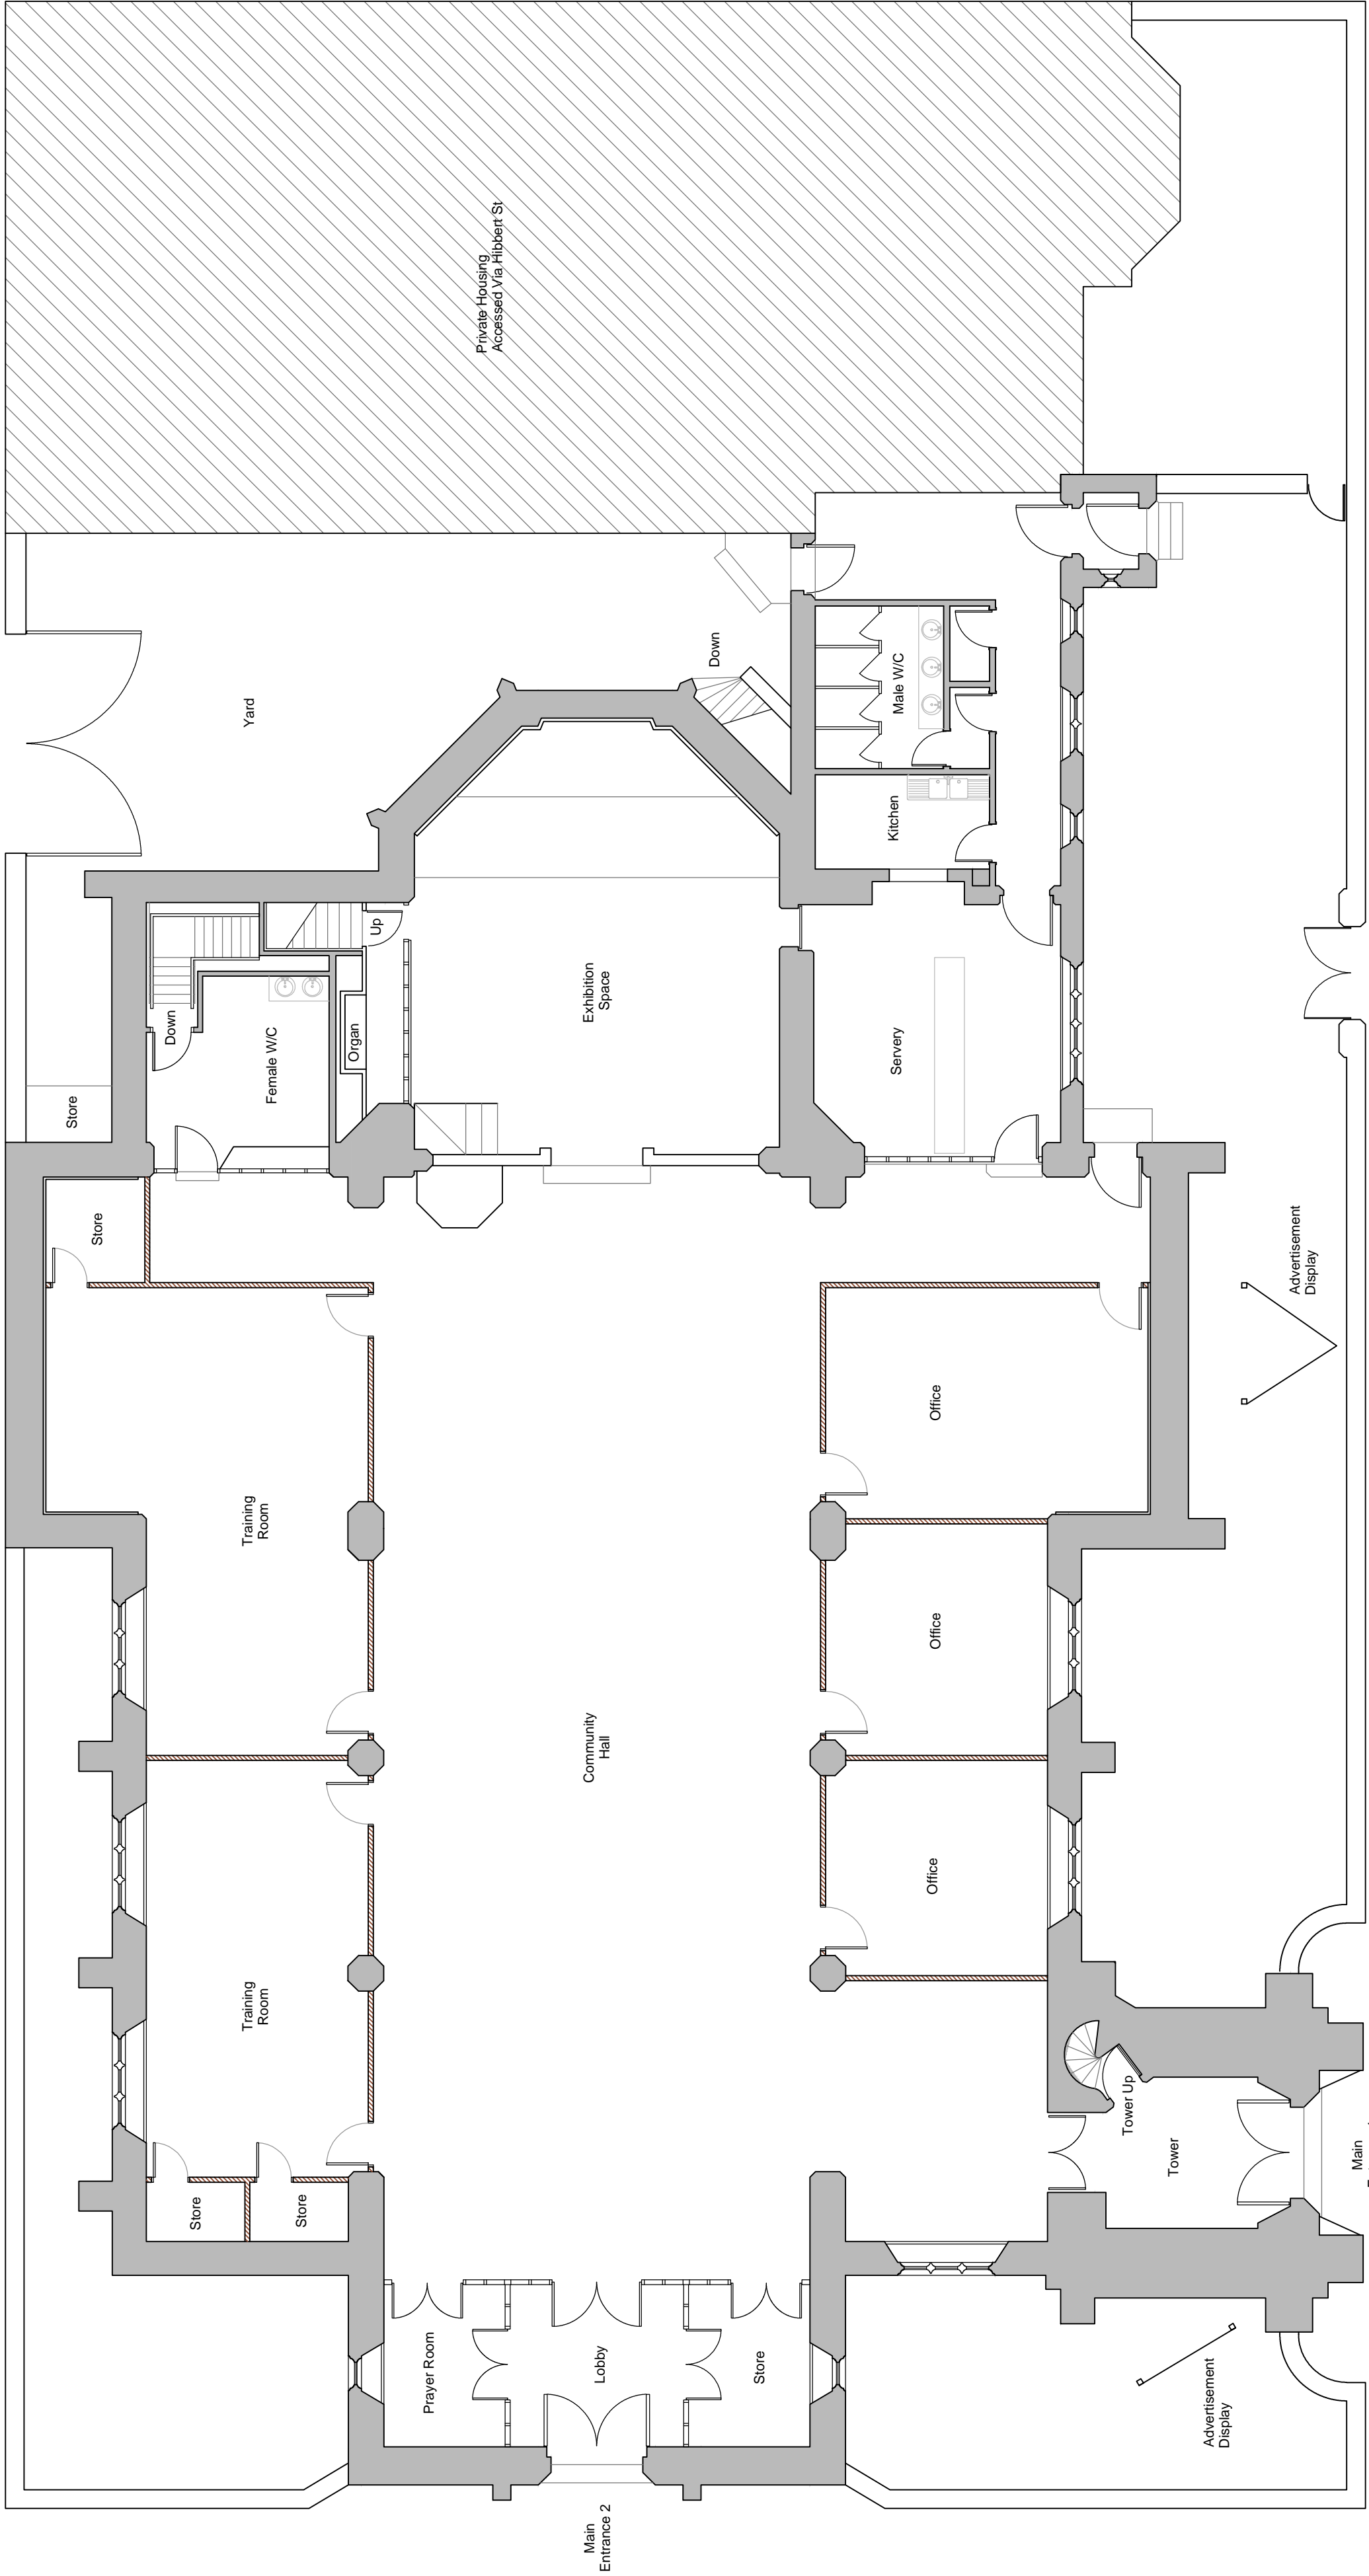 Private Housing
Accessed Via Hibbert St
Yard
Down
Male W/C
Kitchen
Up
Exhibition
Space
Organ
Down
Female W/C
Servery
Store
Store
Advertisement
Display
Office
Training
Room
Office
Community
Hall
Office
Training
Room
Tower Up
Tower
Main
Store
Store
Prayer Room
Lobby
Store
Advertisement
Display
Main
Entrance 2